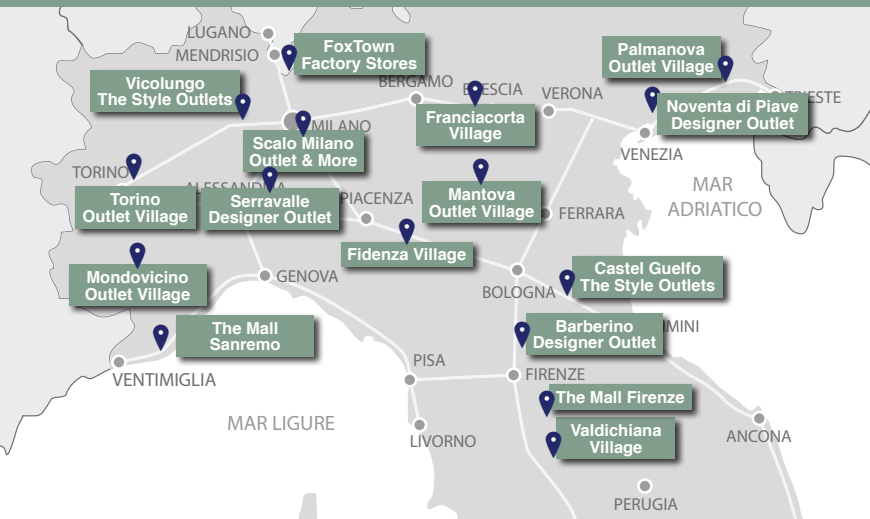 LUGANO
MENDRISIO
FoxTown
Factory Stores
Palmanova
Outlet Village
Vicolungo
The Style Outlets
BERGAMO
BRESCIA
VERONA
TRIESTE
Noventa di Piave
Designer Outlet
Franciacorta
Village
MILANO
Scalo Milano
Outlet & More
VENEZIA
TORINO
ALESSANDRIA
MAR
ADRIATICO
Torino
Outlet Village
Serravalle
Designer Outlet
PIACENZA
Mantova
Outlet Village
FERRARA
Fidenza Village
Mondovicino
Outlet Village
GENOVA
BOLOGNA
Castel Guelfo
The Style Outlets
The Mall
Sanremo
Barberino
Designer Outlet
IMINI
VENTIMIGLIA
PISA
FIRENZE
The Mall Firenze
MAR LIGURE
LIVORNO
Valdichiana
Village
ANCONA
PERUGIA